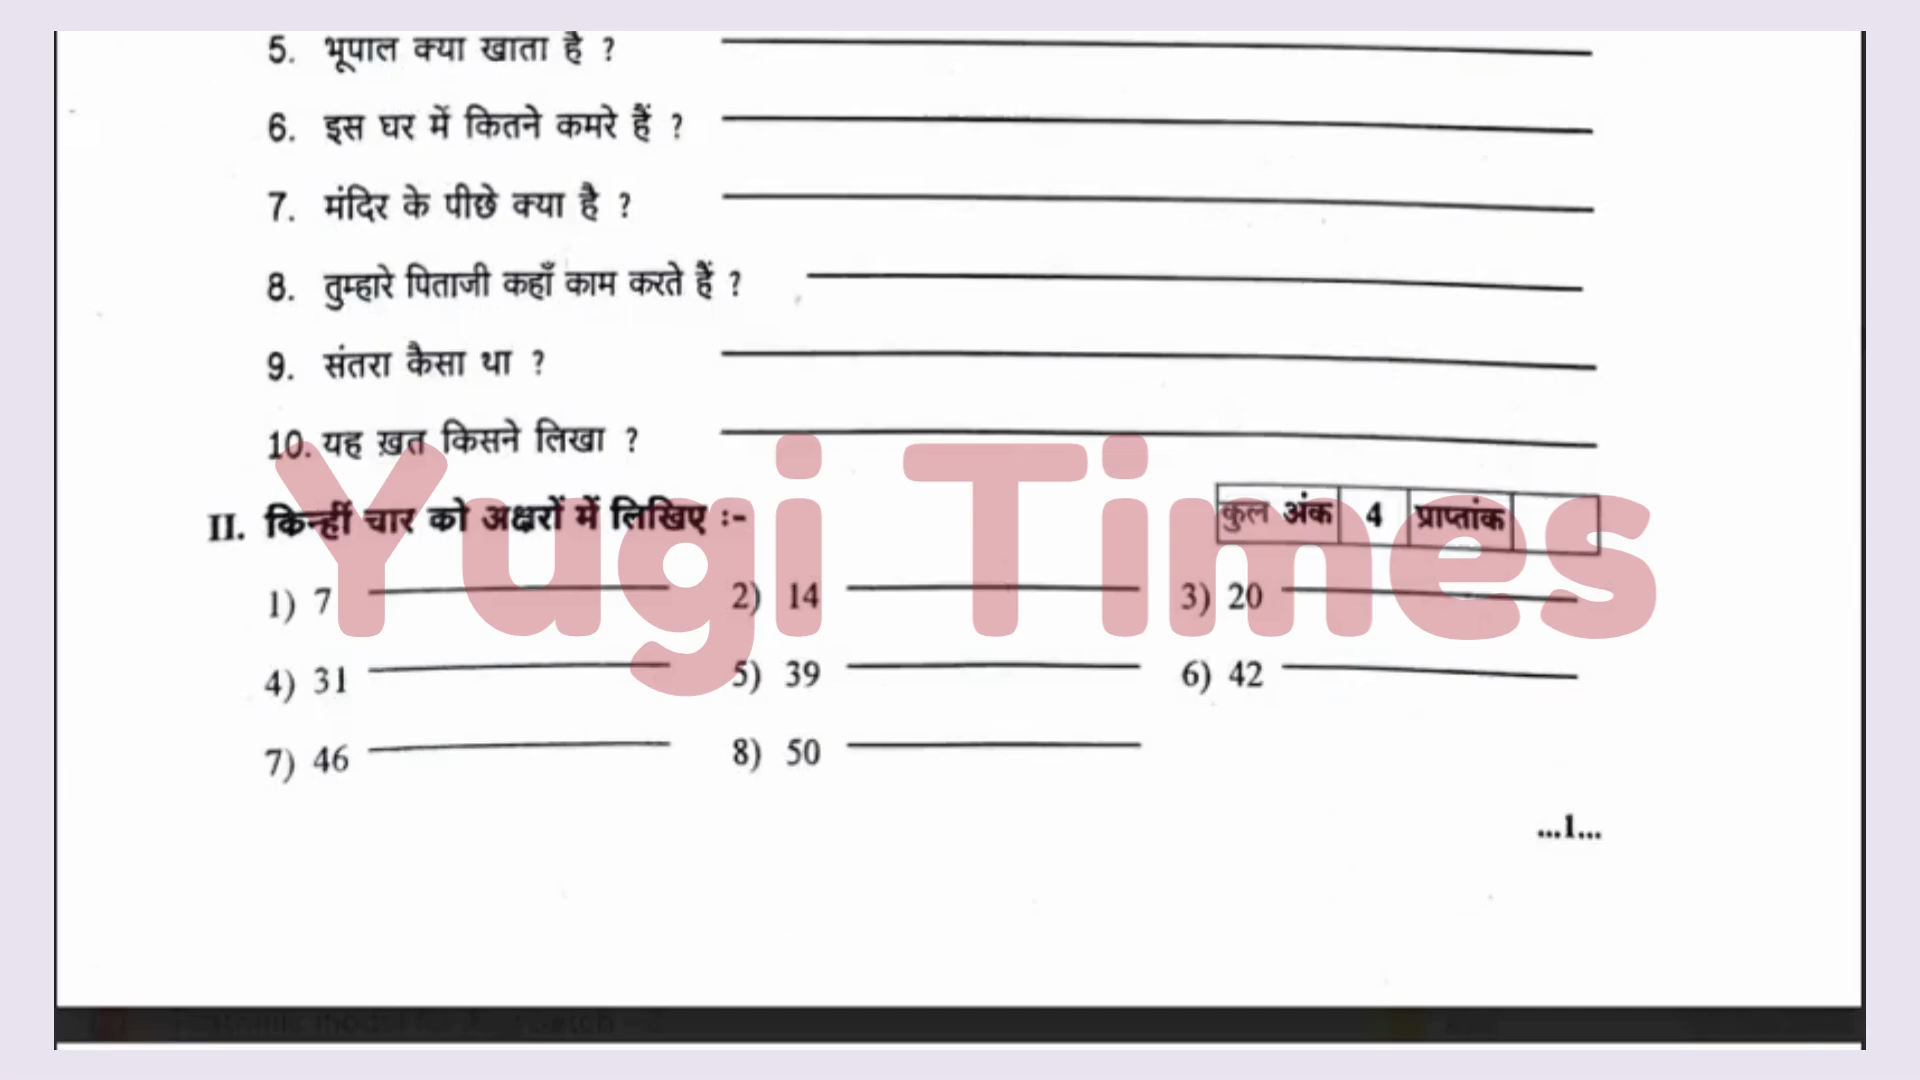 5. भूपाल क्या खाता है ?
6. इस घर में कितने कमरे हैं ?
7. मंदिर के पीछे क्या है ?
8. तुम्हारे पिताजी कहाँ काम करते हैं ?
9. संतरा कैसा था ?
10. यह ख़त किसने लिखा ?
Yugi Times
II. किन्हीं चार को अक्षरों में लिखिए :- कुल अंक 4 प्राप्तांक
1) 7 2) 14 3) 20
4) 31 5) 39 6) 42
7) 46 8) 50
...1...